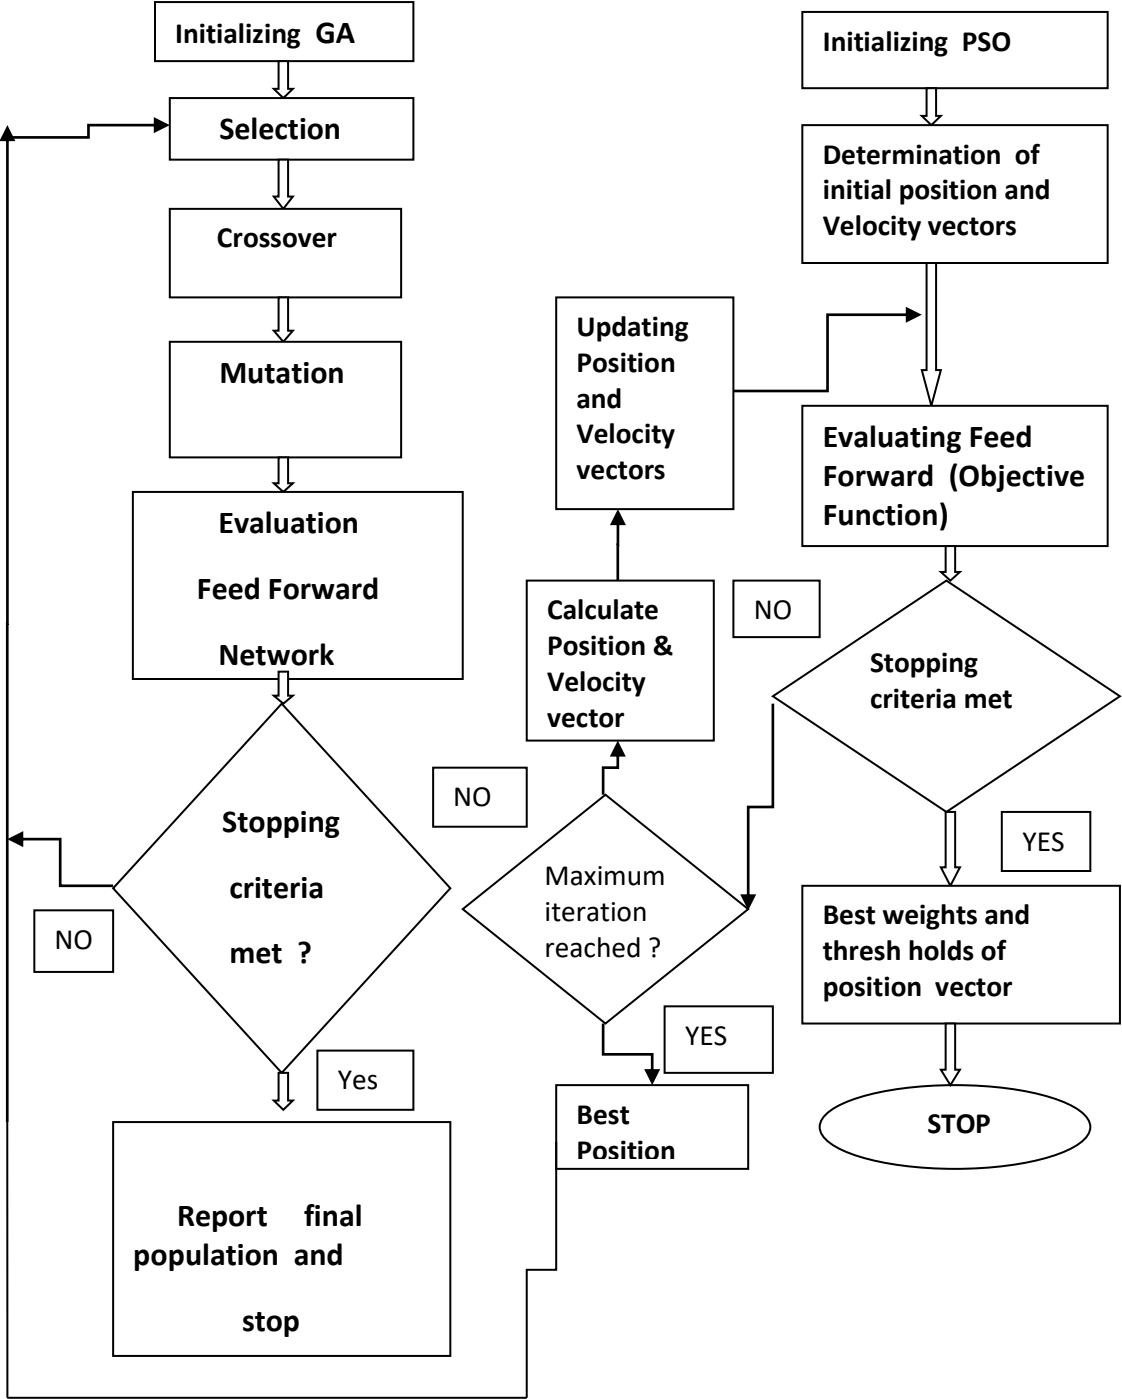 Initializing GA
Selection
Crossover
Mutation
Evaluation
Feed Forward
Network
Stopping
criteria
met ?
NO
Yes
Report final
population and
stop
Updating
Position
and
Velocity
vectors
Calculate
Position &
Velocity
vector
NO
Maximum
iteration
reached ?
YES
Best
Position
Initializing PSO
Determination of
initial position and
Velocity vectors
Evaluating Feed
Forward (Objective
Function)
NO
Stopping
criteria met
YES
Best weights and
thresh holds of
position vector
STOP